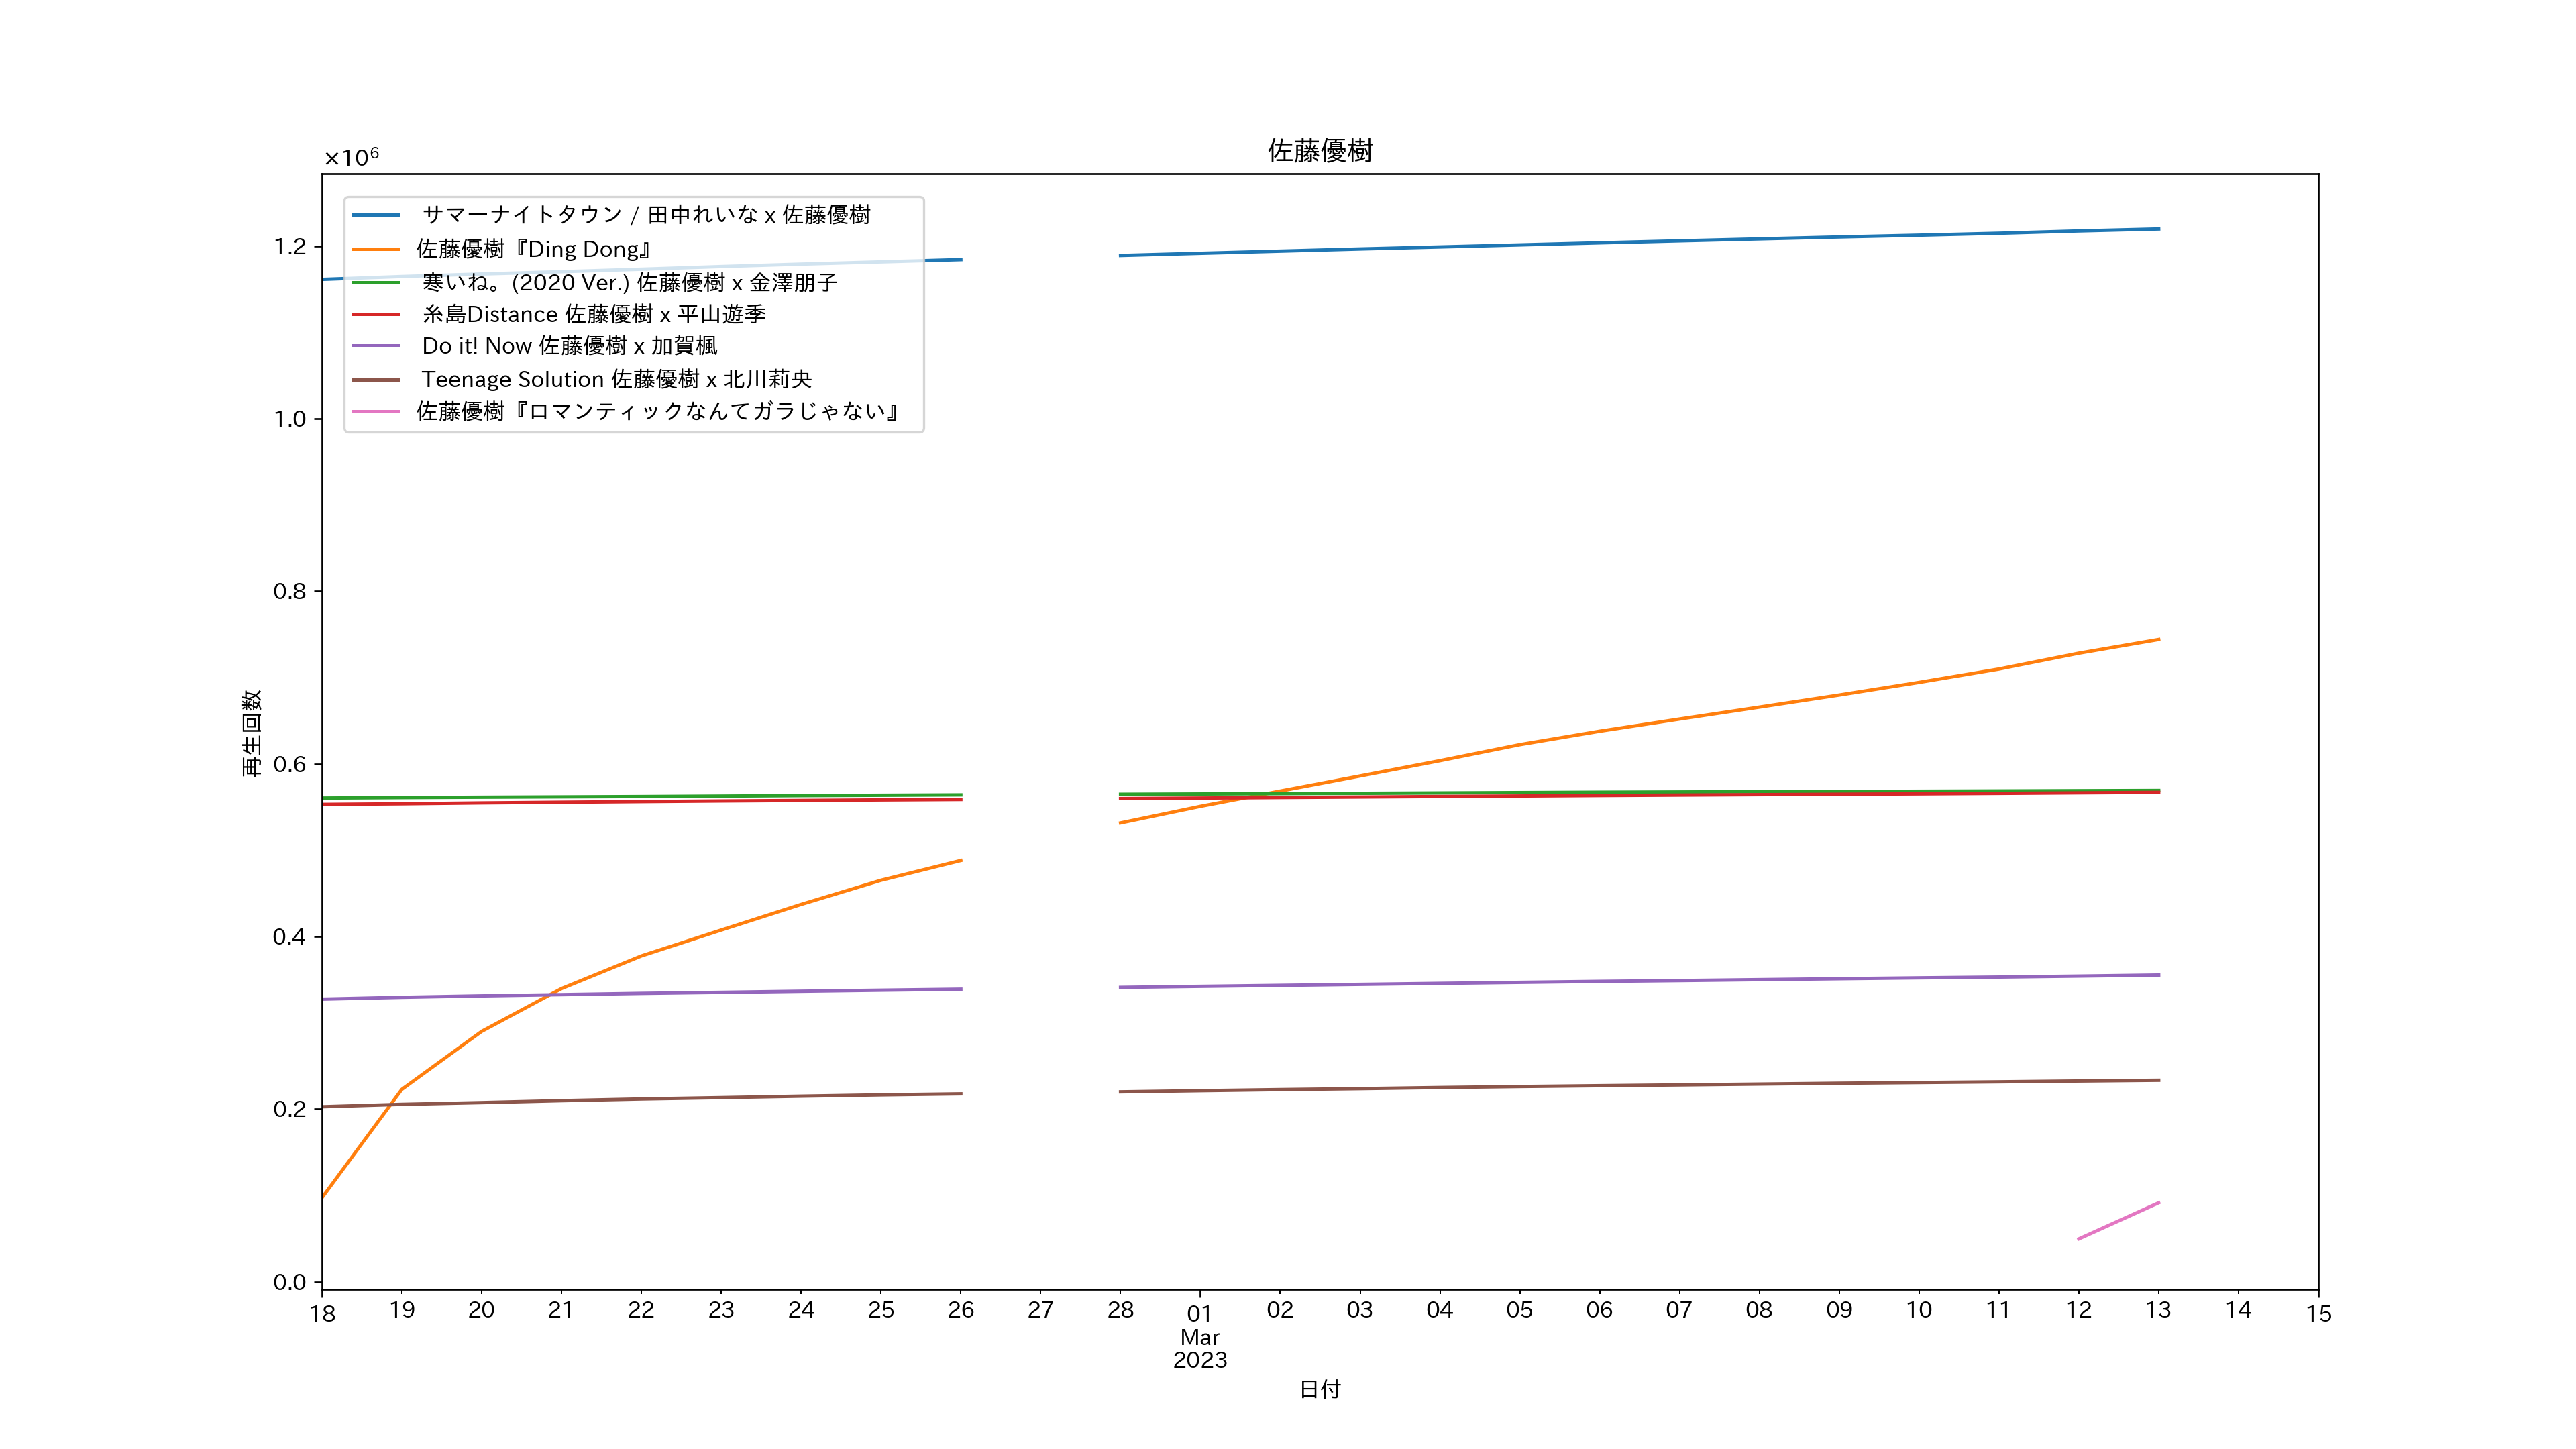 佐藤優樹
×10⁶
サマーナイトタウン / 田中れいな x 佐藤優樹
佐藤優樹『Ding Dong』
寒いね。(2020 Ver.) 佐藤優樹 x 金澤朋子
糸島Distance 佐藤優樹 x 平山遊季
Do it! Now 佐藤優樹 x 加賀楓
Teenage Solution 佐藤優樹 x 北川莉央
佐藤優樹『ロマンティックなんてガラじゃない』
1.2
1.0
0.8
0.6
0.4
0.2
0.0
再生回数
18 19 20 21 22 23 24 25 26 27 28 01 02 03 04 05 06 07 08 09 10 11 12 13 14 15
Mar
2023
日付